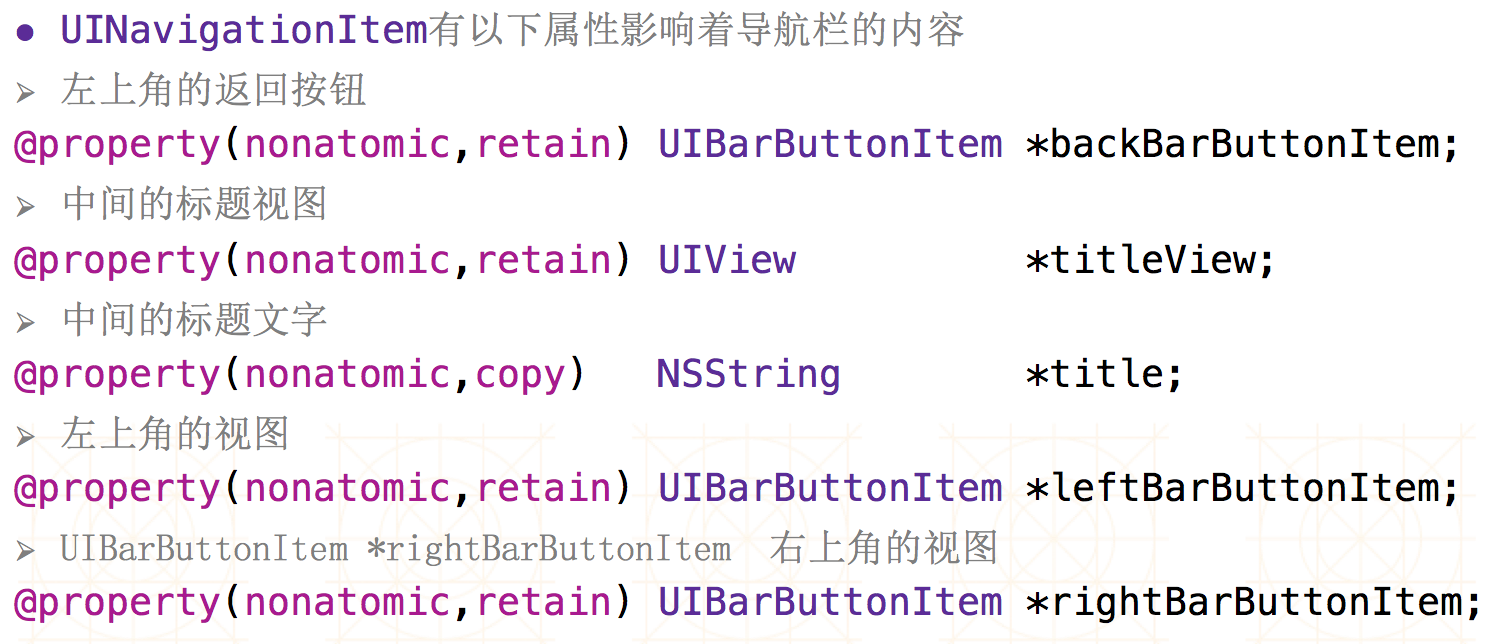 ● UINavigationItem有以下属性影响着导航栏的内容
➢ 左上角的返回按钮
@property(nonatomic,retain) UIBarButtonItem *backBarButtonItem;
➢ 中间的标题视图
@property(nonatomic,retain) UIView          *titleView;
➢ 中间的标题文字
@property(nonatomic,copy)   NSString        *title;
➢ 左上角的视图
@property(nonatomic,retain) UIBarButtonItem *leftBarButtonItem;
➢ UIBarButtonItem *rightBarButtonItem  右上角的视图
@property(nonatomic,retain) UIBarButtonItem *rightBarButtonItem;